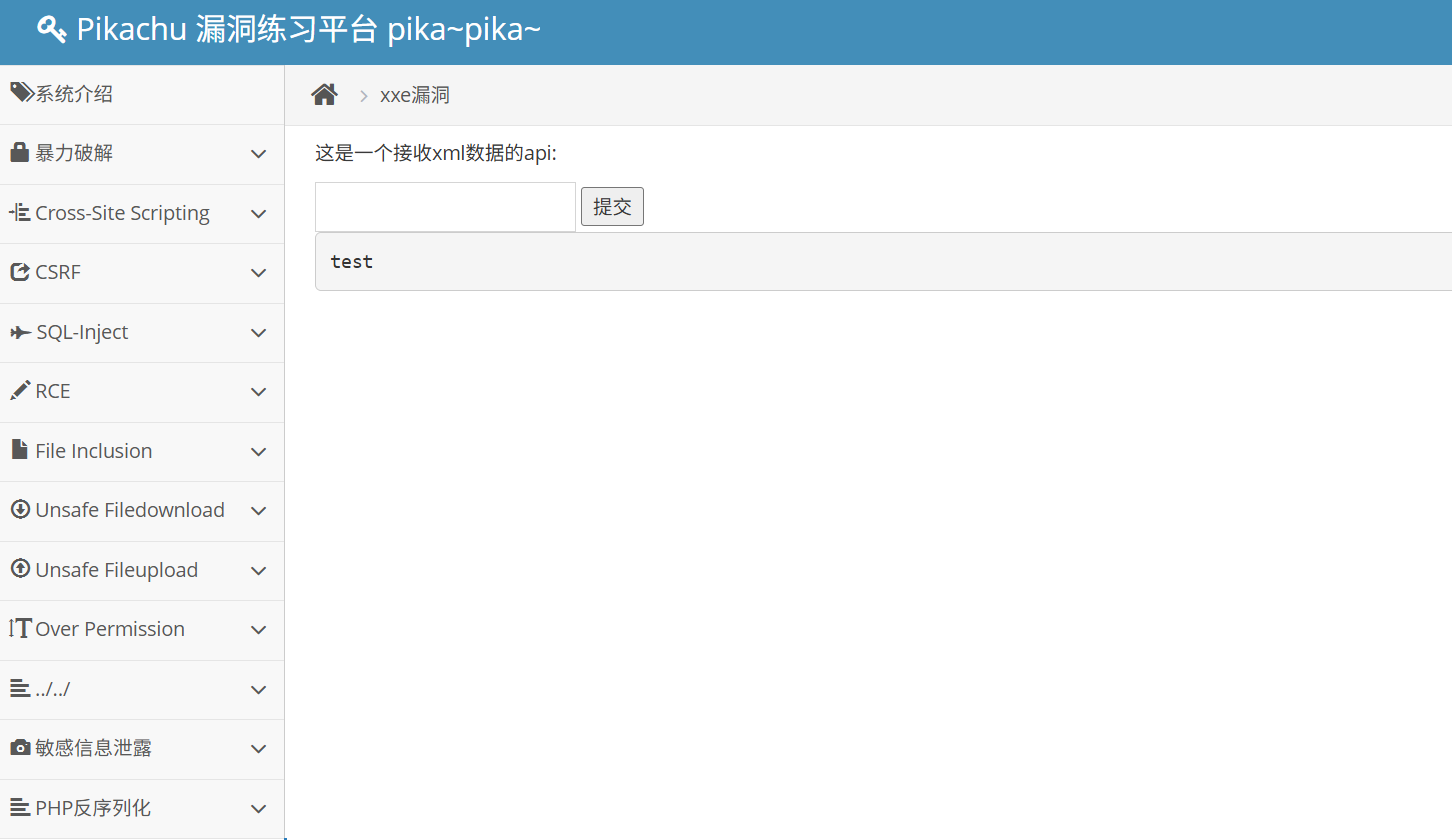 Pikachu 漏洞练习平台 pika~pika~
系统介绍
暴力破解
Cross-Site Scripting
CSRF
SQL-Inject
RCE
File Inclusion
Unsafe Filedownload
Unsafe Fileupload
Over Permission
../../
敏感信息泄露
PHP反序列化
xxe漏洞
这是一个接收xml数据的api:
提交
test